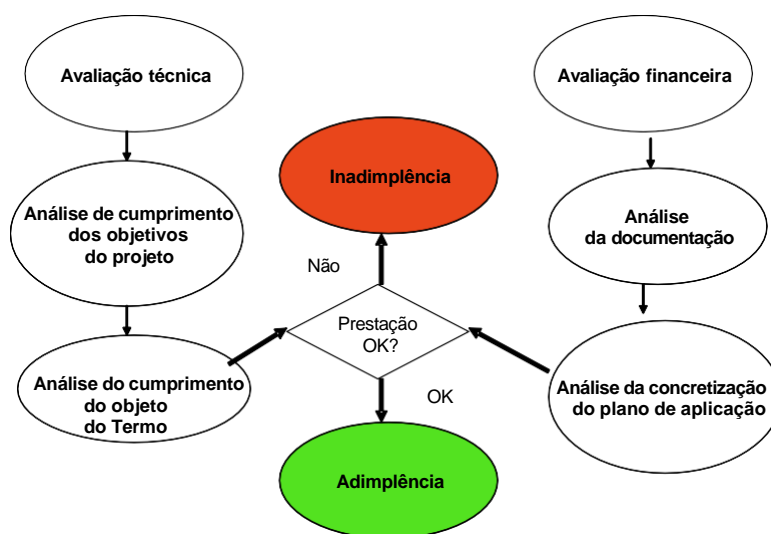 Avaliação técnica
Avaliação financeira
Inadimplência
Análise de cumprimento
dos objetivos
do projeto
Análise
da documentação
Não
Prestação
OK?
Análise do cumprimento
do objeto
do Termo
Análise da concretização
do plano de aplicação
OK
Adimplência